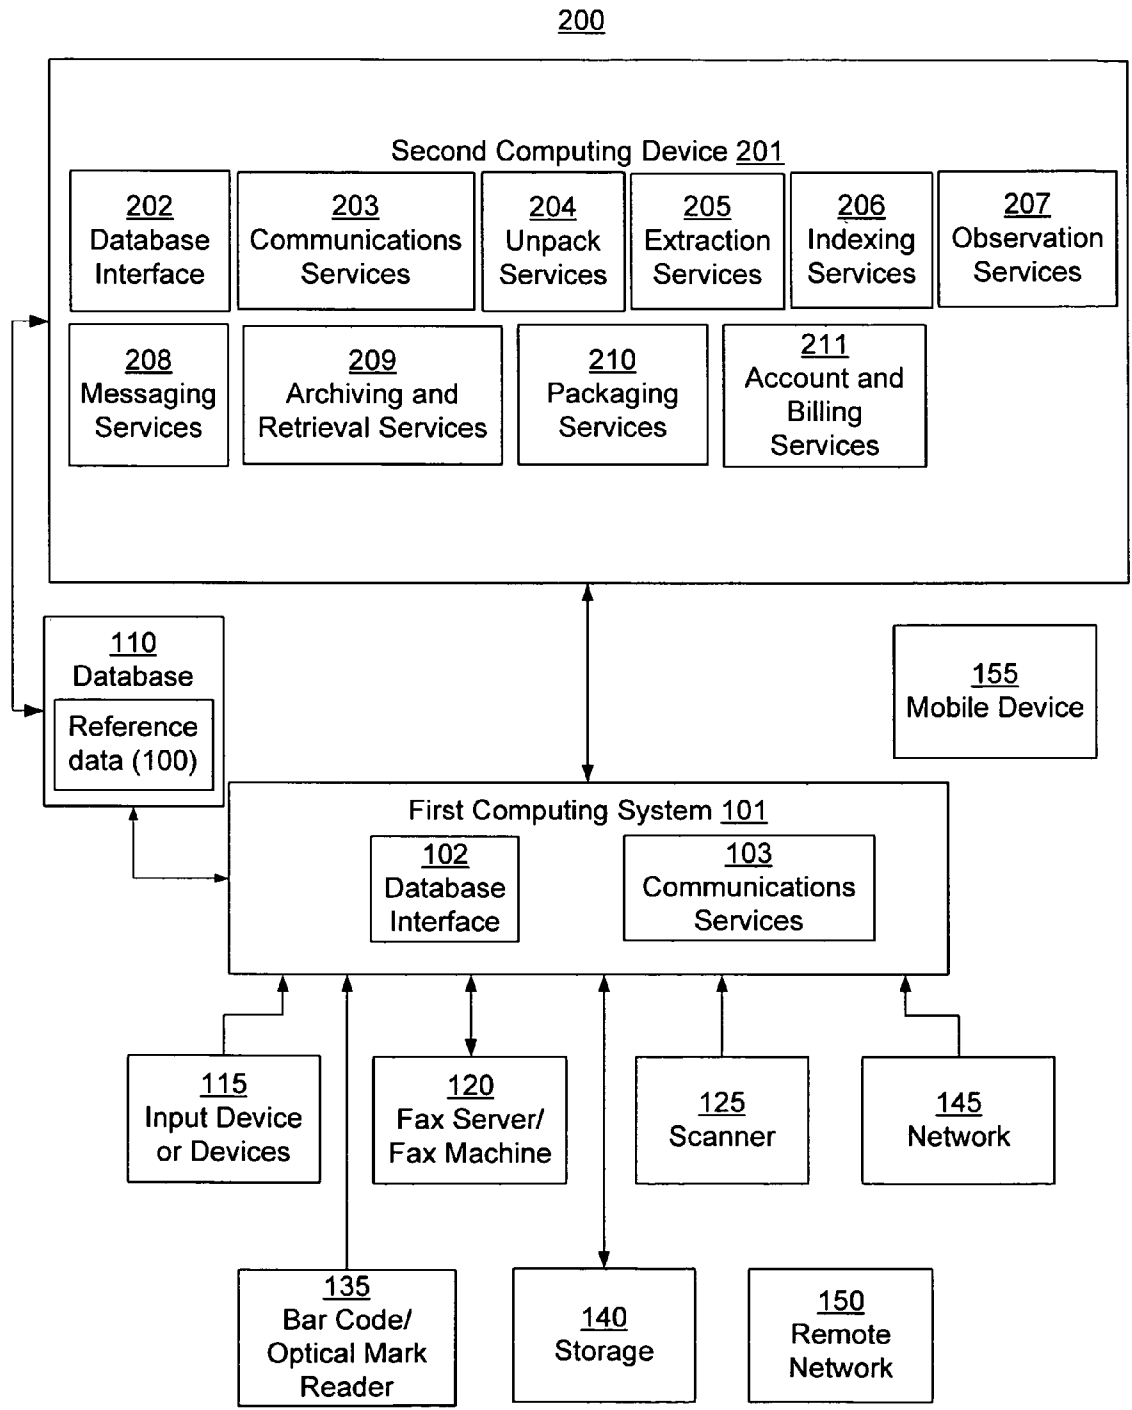 200
Second Computing Device 201
202
Database
Interface
203
Communications
Services
204
Unpack
Services
205
Extraction
Services
206
Indexing
Services
207
Observation
Services
208
Messaging
Services
209
Archiving and
Retrieval Services
210
Packaging
Services
211
Account and
Billing
Services
110
Database
Reference
data (100)
155
Mobile Device
First Computing System 101
102
Database
Interface
103
Communications
Services
115
Input Device
or Devices
120
Fax Server/
Fax Machine
125
Scanner
145
Network
135
Bar Code/
Optical Mark
Reader
140
Storage
150
Remote
Network